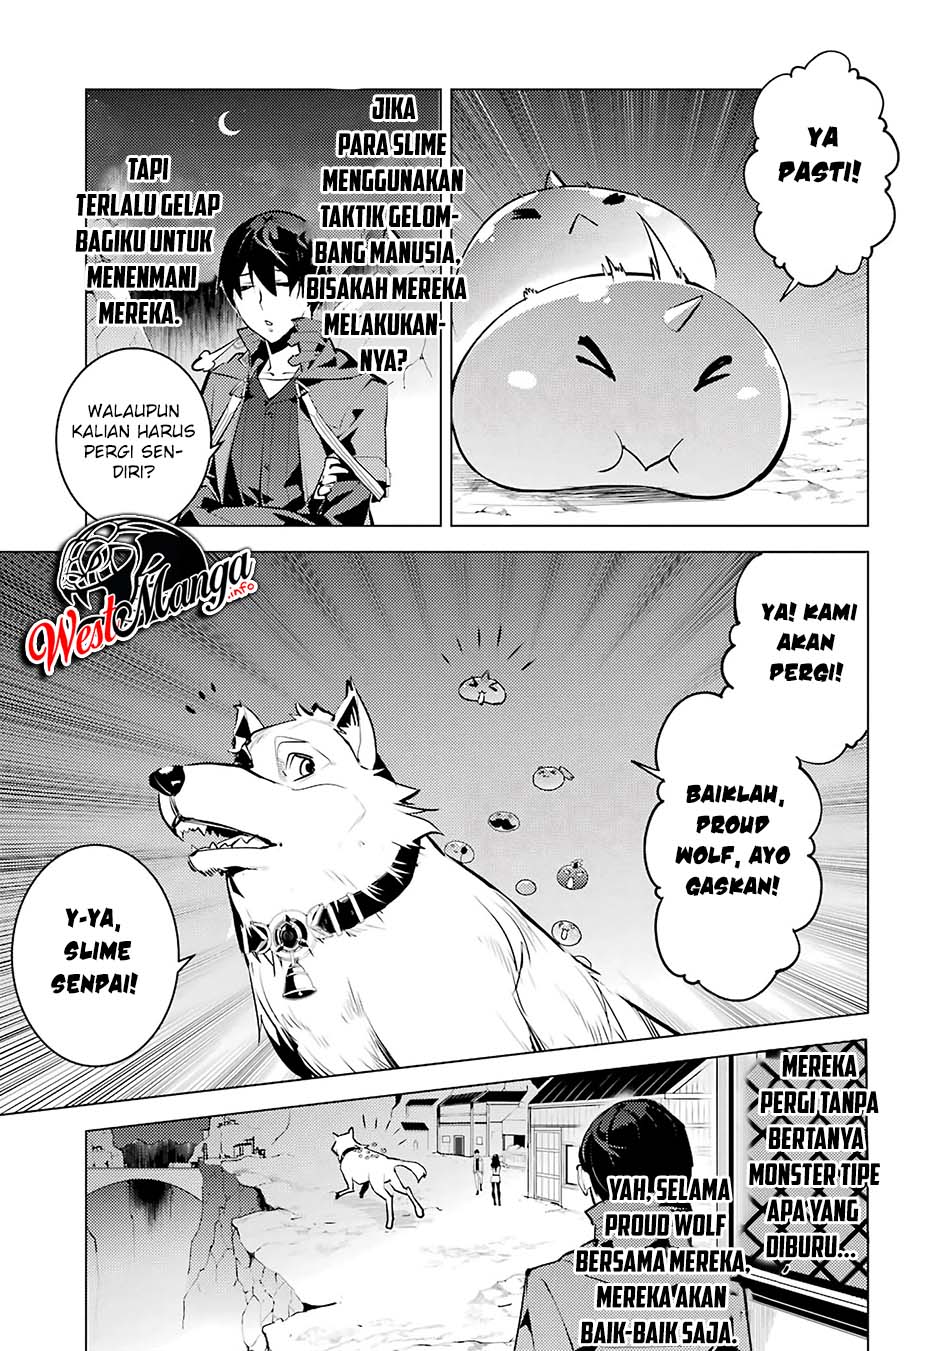 YA
PASTI!
JIKA
PARA SLIME
MENGGUNAKAN
TAKTIK GELOM-
BANG MANUSIA,
BISAKAH MEREKA
MELAKUKAN-
NYA?
TAPI
TERLALU GELAP
BAGIKU UNTUK
MENENMANI
MEREKA.
WALAUPUN
KALIAN HARUS
PERGI SEN-
DIRI?
WestManga
.info
YA! KAMI
AKAN
PERGI!
BAIKLAH,
PROUD
WOLF, AYO
GASKAN!
Y-YA,
SLIME
SENPAI!
MEREKA
PERGI TANPA
BERTANYA
MONSTER TIPE
APA YANG
DIBURU...
YAH, SELAMA
PROUD WOLF
BERSAMA MEREKA,
MEREKA AKAN
BAIK-BAIK SAJA.